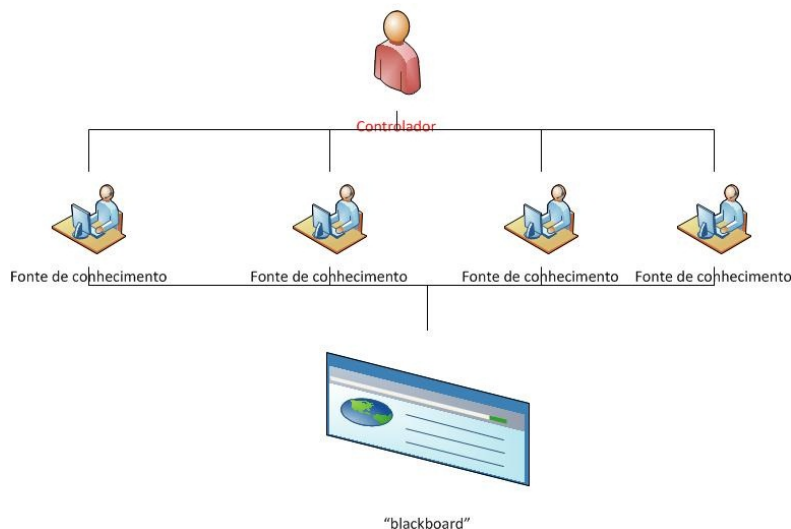 Controlador
Fonte de conhecimento
Fonte de conhecimento
Fonte de conhecimento
Fonte de conhecimento
“blackboard”